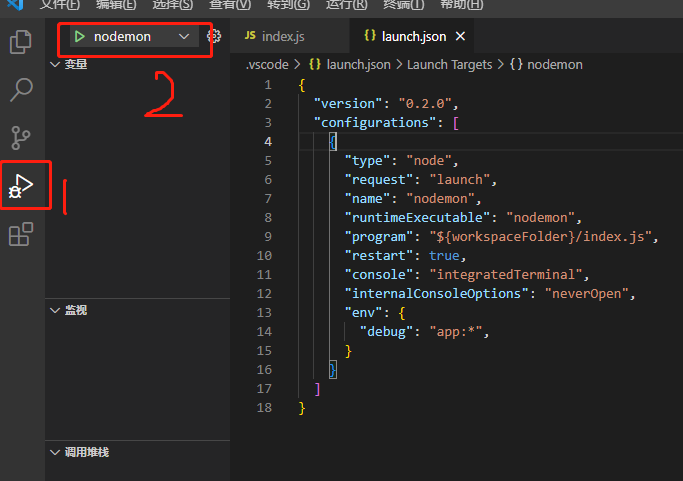 文件(F) 编辑(E) 选择(S) 查看(V) 转到(G) 运行(R) 终端(T) 帮助(H)
nodemon
JS index.js
{} launch.json
变量
.vscode > {} launch.json > Launch Targets > {} nodemon
1 {
2 "version": "0.2.0",
3 "configurations": [
4 {
5 "type": "node",
6 "request": "launch",
7 "name": "nodemon",
8 "runtimeExecutable": "nodemon",
9 "program": "${workspaceFolder}/index.js",
10 "restart": true,
11 "console": "integratedTerminal",
12 "internalConsoleOptions": "neverOpen",
13 "env": {
14 "debug": "app:*",
15 }
16 }
17 ]
18 }
1
2
监视
调用堆栈